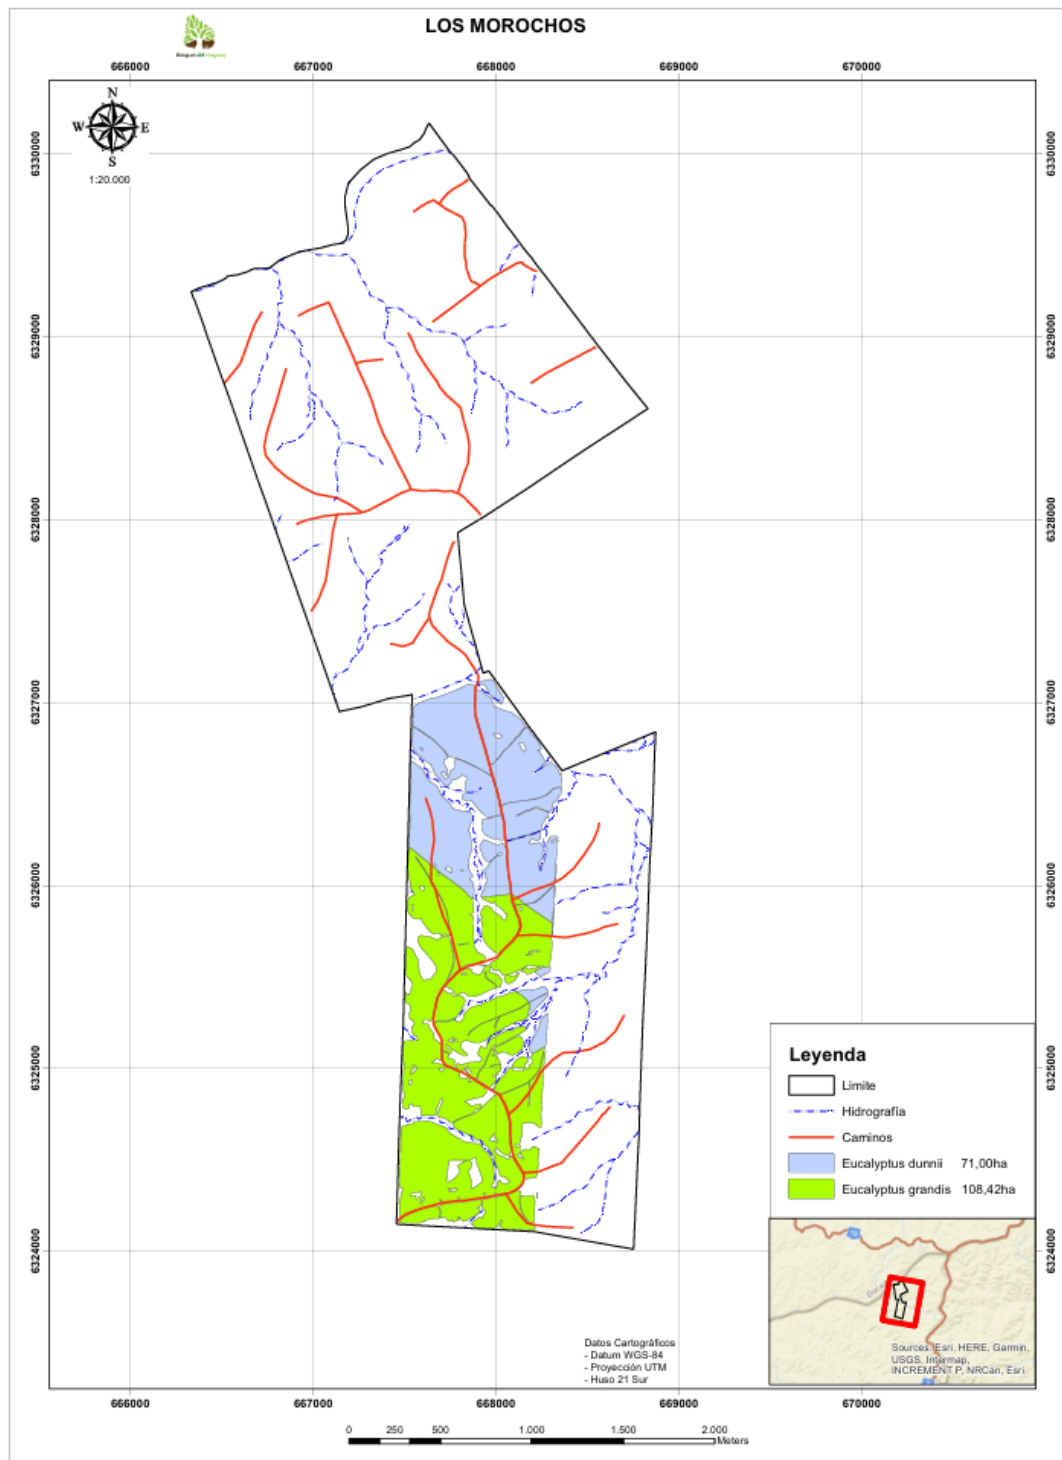 LOS MOROCHOS
666000 667000 668000 669000 670000
N
W E
S
1:20.000
6330000 6330000
6329000 6329000
6328000 6328000
6327000 6327000
6326000 6326000
6325000 6325000
6324000 6324000
Leyenda
Limite
Hidrografía
Caminos
Eucalyptus dunnii 71,00ha
Eucalyptus grandis 108,42ha
Sources: Esri, HERE, Garmin,
USGS, Intermap,
INCREMENT P, NRCan, Esri
Datos Cartográficos
- Datum WGS-84
- Proyección UTM
- Huso 21 Sur
666000 667000 668000 669000 670000
0 250 500 1.000 1.500 2.000
Meters